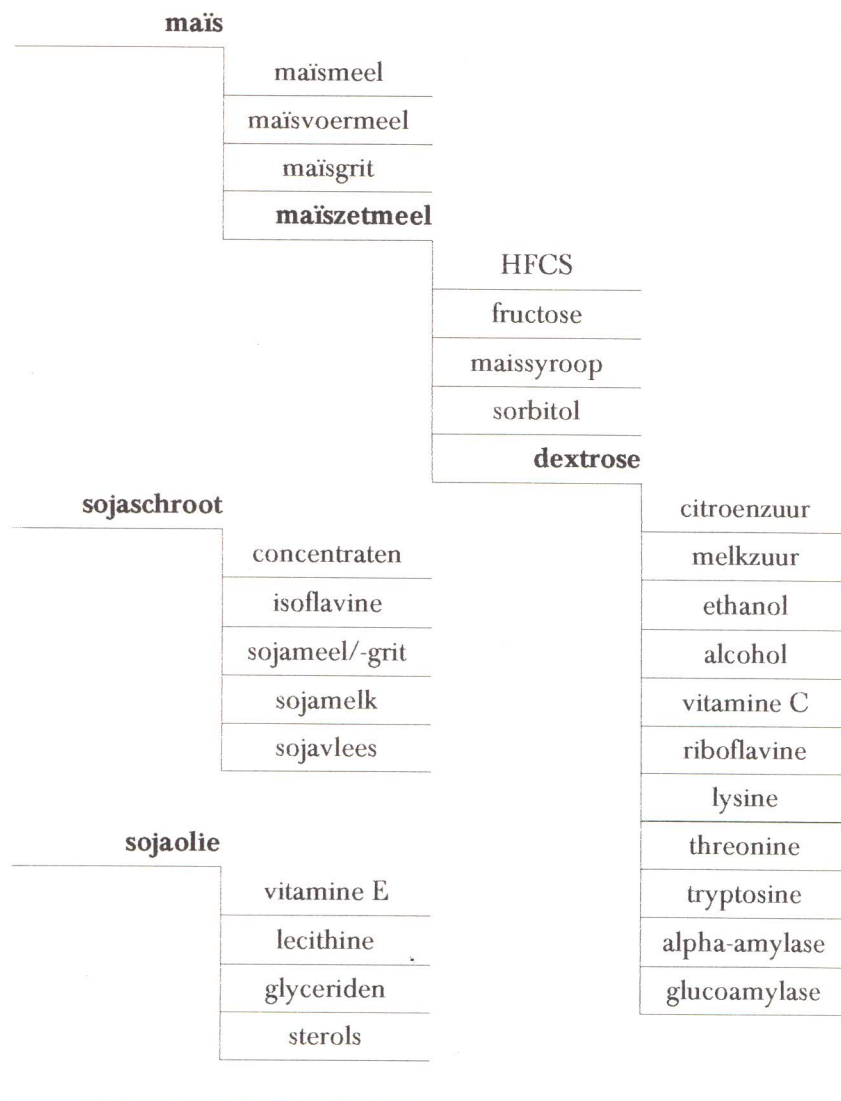 maïs
maïsmeel
maïsvoermeel
maïsgrit
maïszetmeel
HFCS
fructose
maissyroop
sorbitol
dextrose
citroenzuur
melkzuur
ethanol
alcohol
vitamine C
riboflavine
lysine
threonine
tryptosine
alpha-amylase
glucoamylase
sojaschroot
concentraten
isoflavine
sojameel/-grit
sojamelk
sojavlees
sojaolie
vitamine E
lecithine
glyceriden
sterols